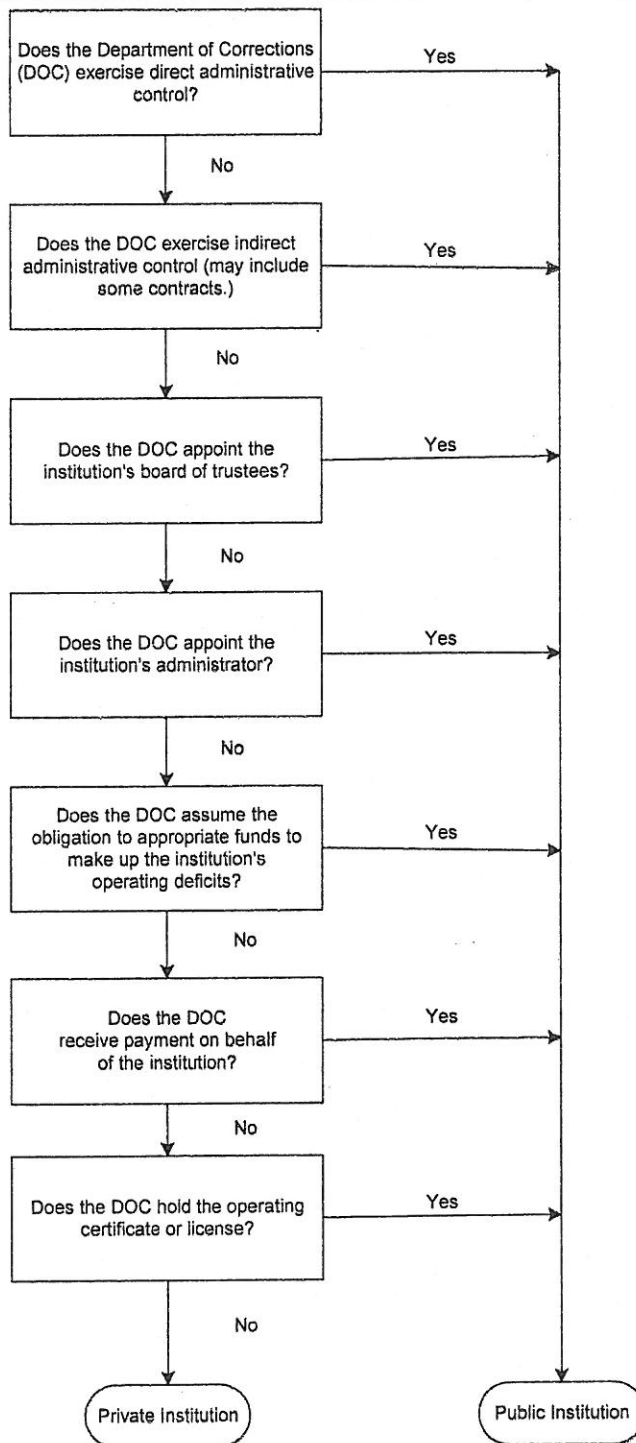 Does the Department of Corrections
(DOC) exercise direct administrative
control?
Yes
No
Does the DOC exercise indirect
administrative control (may include
some contracts.)
Yes
No
Does the DOC appoint the
institution's board of trustees?
Yes
No
Does the DOC appoint the
institution's administrator?
Yes
No
Does the DOC assume the
obligation to appropriate funds to
make up the institution's
operating deficits?
Yes
No
Does the DOC
receive payment on behalf
of the institution?
Yes
No
Does the DOC hold the operating
certificate or license?
Yes
No
Private Institution
Public Institution